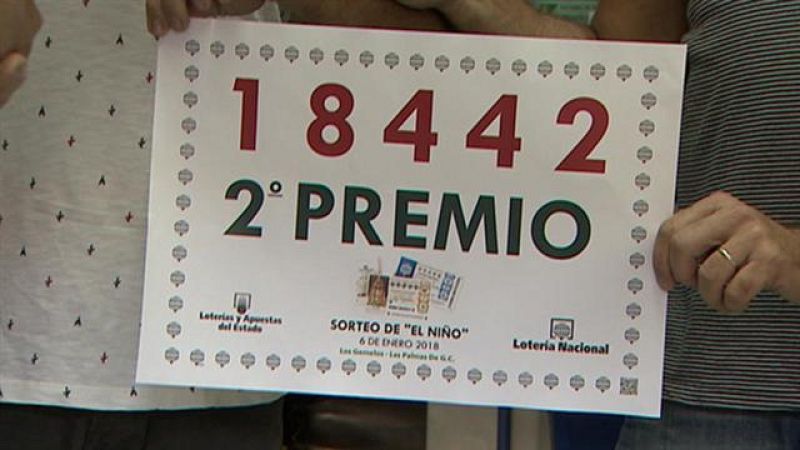 18442
2º PREMIO
Loterías y Apuestas
del Estado
SORTEO DE "EL NIÑO"
6 DE ENERO 2018
Los Gemelos - Las Palmas De G.C.
Lotería Nacional